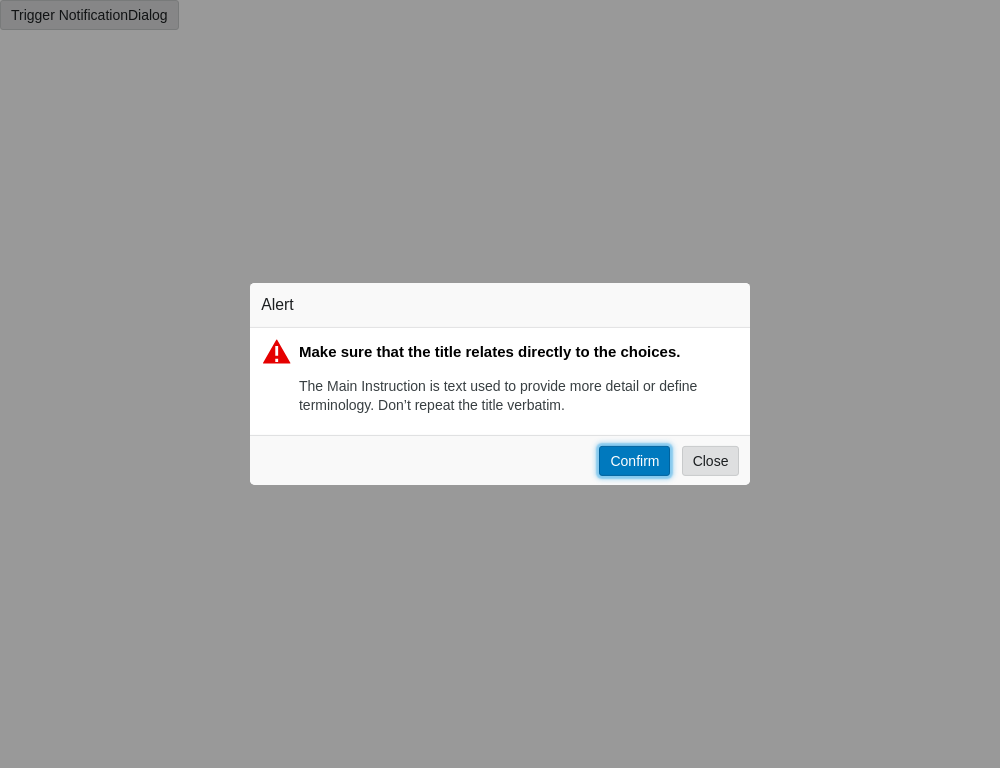 Trigger NotificationDialog
Alert
Make sure that the title relates directly to the choices.
The Main Instruction is text used to provide more detail or define
terminology. Don’t repeat the title verbatim.
Confirm Close